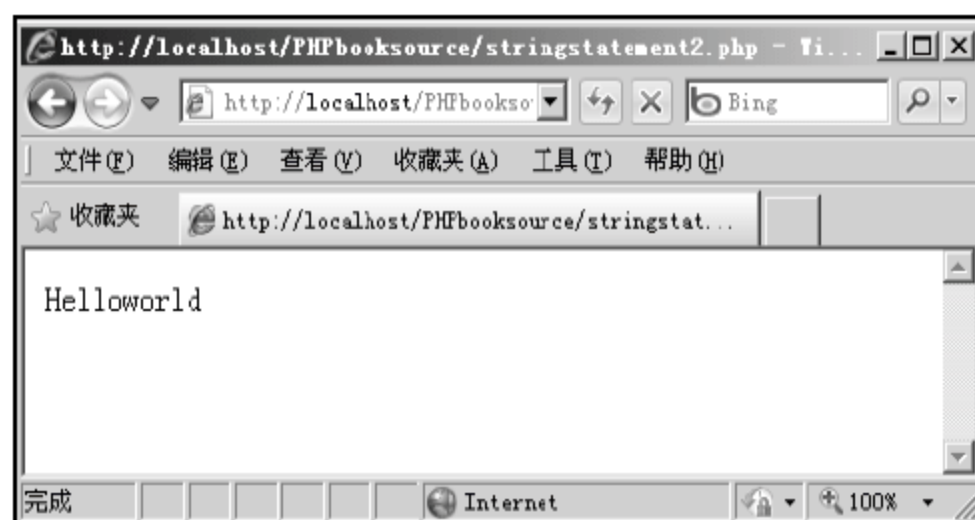 http://localhost/PHPbooksource/stringstatement2.php - Ti...
http://localhost/PHPbookso
Bing
文件(F) 编辑(E) 查看(V) 收藏夹(A) 工具(T) 帮助(H)
收藏夹 http://localhost/PHPbooksource/stringstat...
Helloworld
完成 Internet 100%